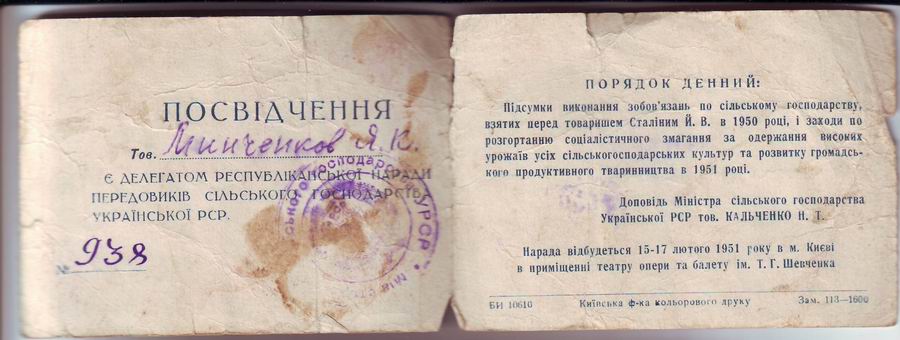 ПОСВІДЧЕННЯ
Тов. Минченков Я. К.
Є ДЕЛЕГАТОМ РЕСПУБЛІКАНСЬКОЇ НАРАДИ
ПЕРЕДОВИКІВ СІЛЬСЬКОГО ГОСПОДАРСТВА
УКРАЇНСЬКОЇ РСР.
№ 938
ського господарс УРСР
ПОРЯДОК ДЕННИЙ:
Підсумки виконання зобов'язань по сільському господарству,
взятих перед товаришем Сталіним Й. В. в 1950 році, і заходи по
розгортанню соціалістичного змагання за одержання високих
урожаїв усіх сільськогосподарських культур та розвитку громадсь-
кого продуктивного тваринництва в 1951 році.
Доповідь Міністра сільського господарства
Української РСР тов. КАЛЬЧЕНКО Н. Т.
Нарада відбудеться 15-17 лютого 1951 року в м. Києві
в приміщенні театру опери та балету ім. Т. Г. Шевченка
БИ 10610 Київська ф-ка кольорового друку Зам. 113—1600